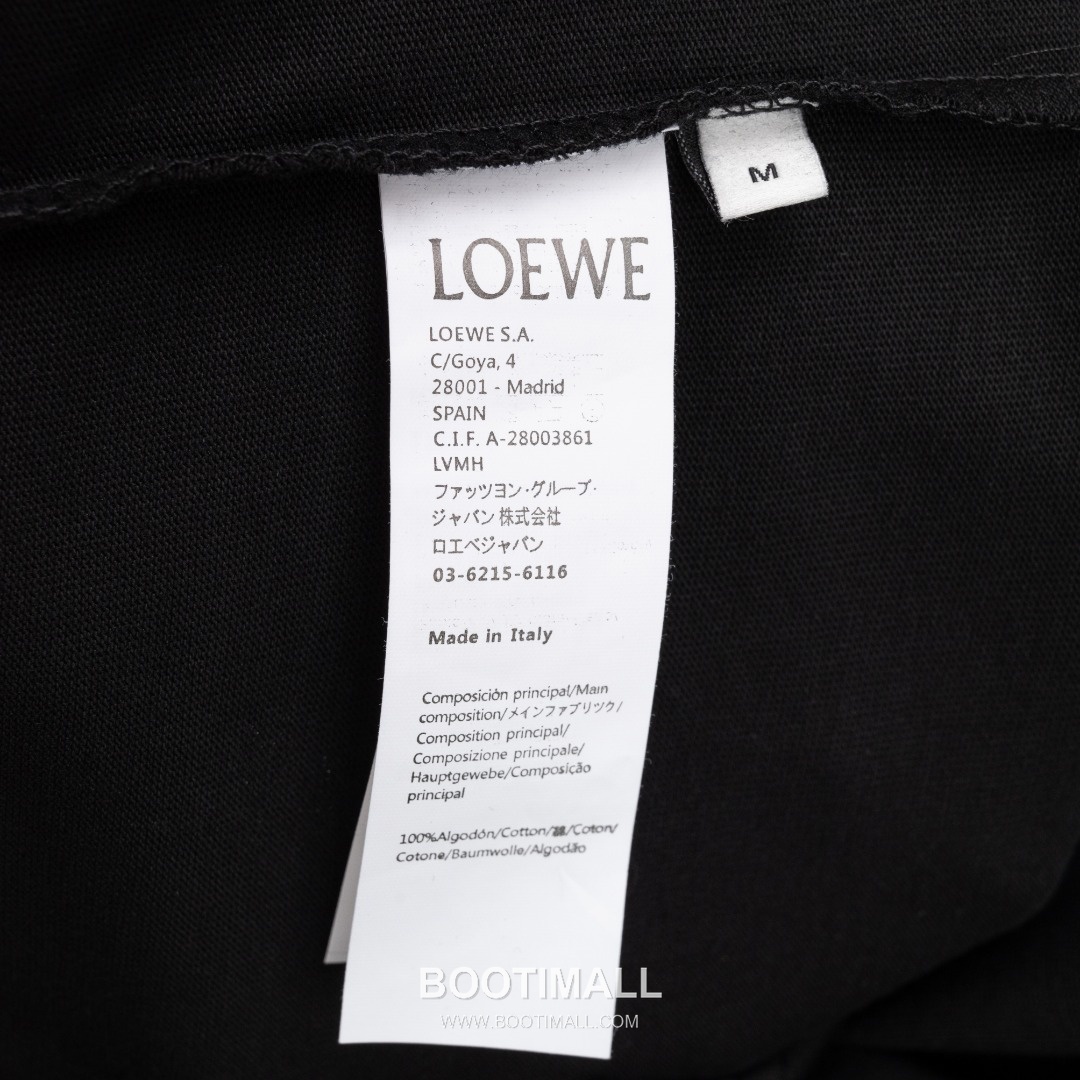 M
LOEWE
LOEWE S.A.
C/Goya, 4
28001 - Madrid
SPAIN
C.I.F. A-28003861
LVMH
ファッツヨン·グループ·
ジャパン 株式会社
ロエベジャパン
03-6215-6116
Made in Italy
Composición principal/Main
composition/メインファブリツク/
Composition principal/
Composizione principale/
Hauptgewebe/Composição
principal
100%Algodón/Cotton/ /Coton/
Cotone/Baumwolle/Algodão
BOOTIMALL
WWW.BOOTIMALL.COM